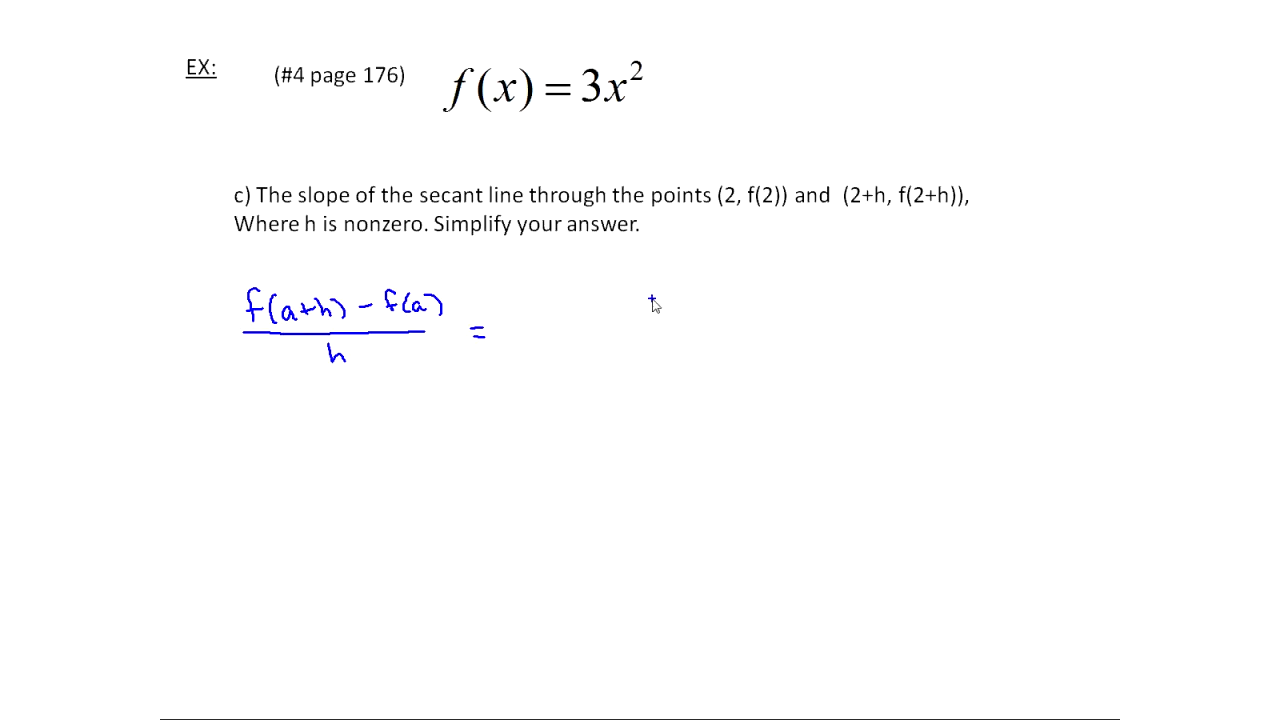 EX: (#4 page 176) f(x) = 3x²
c) The slope of the secant line through the points (2, f(2)) and (2+h, f(2+h)),
Where h is nonzero. Simplify your answer.
f(a+h) - f(a)
=
h